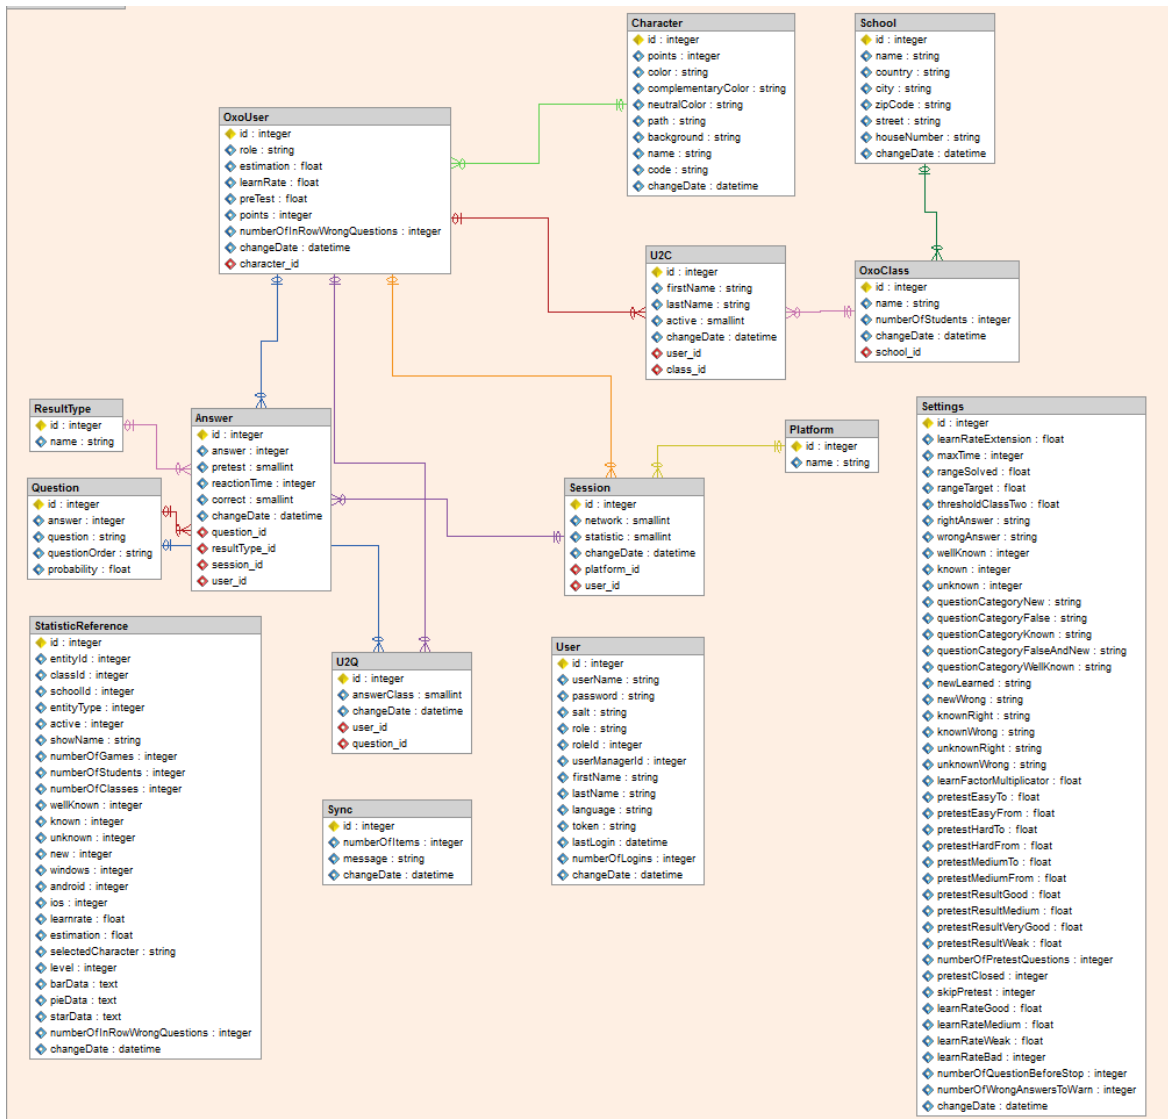 Character
id : integer
points : integer
color : string
complementaryColor : string
neutralColor : string
path : string
background : string
name : string
code : string
changeDate : datetime
School
id : integer
name : string
country : string
city : string
zipCode : string
street : string
houseNumber : string
changeDate : datetime
OxoUser
id : integer
role : string
estimation : float
learnRate : float
preTest : float
points : integer
numberOfInRowWrongQuestions : integer
changeDate : datetime
character_id
U2C
id : integer
firstName : string
lastName : string
active : smallint
changeDate : datetime
user_id
class_id
OxoClass
id : integer
name : string
numberOfStudents : integer
changeDate : datetime
school_id
ResultType
id : integer
name : string
Answer
id : integer
answer : integer
pretest : smallint
reactionTime : integer
correct : smallint
changeDate : datetime
question_id
resultType_id
session_id
user_id
Platform
id : integer
name : string
Settings
id : integer
learnRateExtension : float
maxTime : integer
rangeSolved : float
rangeTarget : float
thresholdClassTwo : float
rightAnswer : string
wrongAnswer : string
wellKnown : integer
known : integer
unknown : integer
questionCategoryNew : string
questionCategoryFalse : string
questionCategoryKnown : string
questionCategoryFalseAndNew : string
questionCategoryWellKnown : string
newLearned : string
newWrong : string
knownRight : string
knownWrong : string
unknownRight : string
unknownWrong : string
learnFactorMultiplicator : float
pretestEasyTo : float
pretestEasyFrom : float
pretestHardTo : float
pretestHardFrom : float
pretestMediumTo : float
pretestMediumFrom : float
pretestResultGood : float
pretestResultMedium : float
pretestResultVeryGood : float
pretestResultWeak : float
numberOfPretestQuestions : integer
pretestClosed : integer
skipPretest : integer
learnRateGood : float
learnRateMedium : float
learnRateWeak : float
learnRateBad : integer
numberOfQuestionBeforeStop : integer
numberOfWrongAnswersToWarn : integer
changeDate : datetime
Question
id : integer
answer : integer
question : string
questionOrder : string
probability : float
Session
id : integer
network : smallint
statistic : smallint
changeDate : datetime
platform_id
user_id
StatisticReference
id : integer
entityId : integer
classId : integer
schoolId : integer
entityType : integer
active : integer
showName : string
numberOfGames : integer
numberOfStudents : integer
numberOfClasses : integer
wellKnown : integer
known : integer
unknown : integer
new : integer
windows : integer
android : integer
ios : integer
learnrate : float
estimation : float
selectedCharacter : string
level : integer
barData : text
pieData : text
starData : text
numberOfInRowWrongQuestions : integer
changeDate : datetime
U2Q
id : integer
answerClass : smallint
changeDate : datetime
user_id
question_id
User
id : integer
userName : string
password : string
salt : string
role : string
roleId : integer
userManagerId : integer
firstName : string
lastName : string
language : string
token : string
lastLogin : datetime
numberOfLogins : integer
changeDate : datetime
Sync
id : integer
numberOfItems : integer
message : string
changeDate : datetime